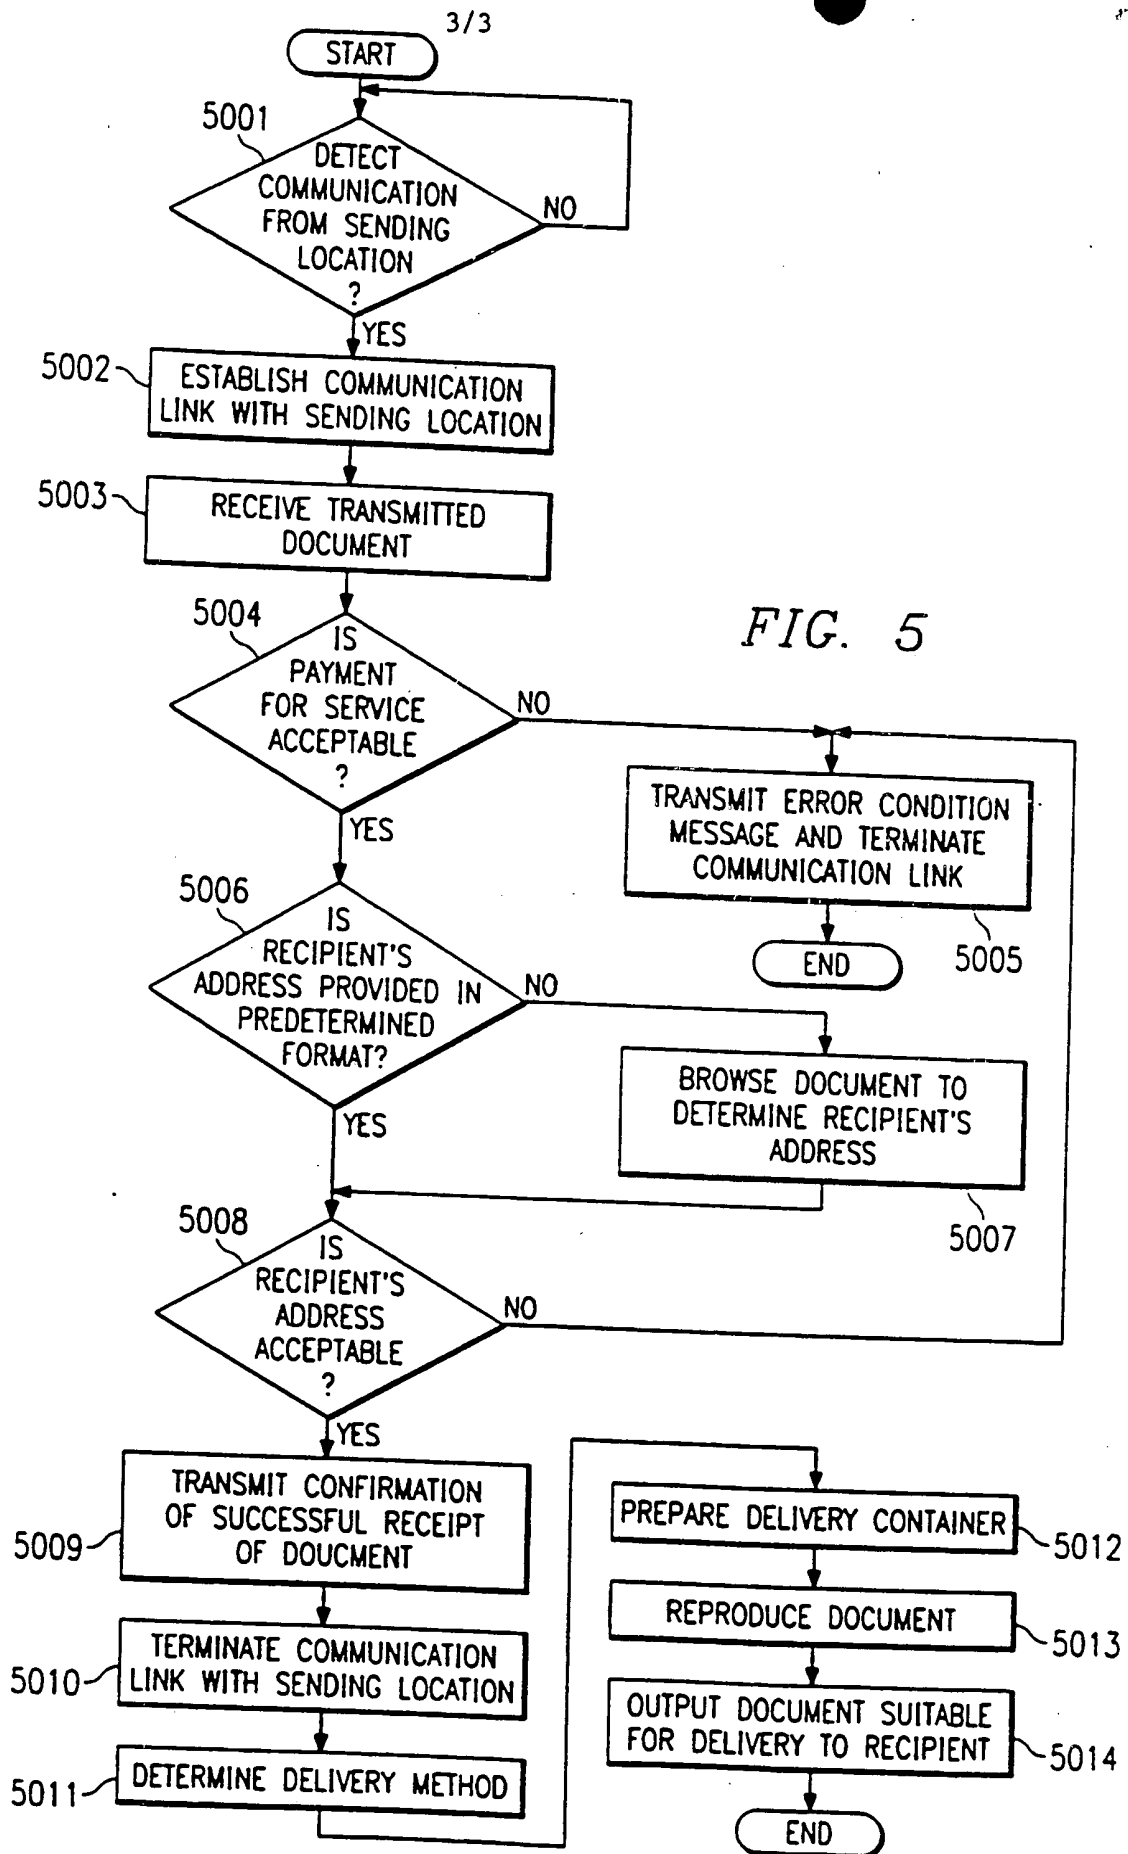 3/3
START
5001
DETECT
COMMUNICATION
FROM SENDING
LOCATION
?
NO
YES
5002
ESTABLISH COMMUNICATION
LINK WITH SENDING LOCATION
5003
RECEIVE TRANSMITTED
DOCUMENT
FIG. 5
5004
IS
PAYMENT
FOR SERVICE
ACCEPTABLE
?
NO
YES
TRANSMIT ERROR CONDITION
MESSAGE AND TERMINATE
COMMUNICATION LINK
5005
END
5006
IS
RECIPIENT'S
ADDRESS PROVIDED IN
PREDETERMINED
FORMAT?
NO
YES
BROWSE DOCUMENT TO
DETERMINE RECIPIENT'S
ADDRESS
5007
5008
IS
RECIPIENT'S
ADDRESS
ACCEPTABLE
?
NO
YES
TRANSMIT CONFIRMATION
OF SUCCESSFUL RECEIPT
OF DOUCMENT
5009
TERMINATE COMMUNICATION
LINK WITH SENDING LOCATION
5010
DETERMINE DELIVERY METHOD
5011
PREPARE DELIVERY CONTAINER
5012
REPRODUCE DOCUMENT
5013
OUTPUT DOCUMENT SUITABLE
FOR DELIVERY TO RECIPIENT
5014
END